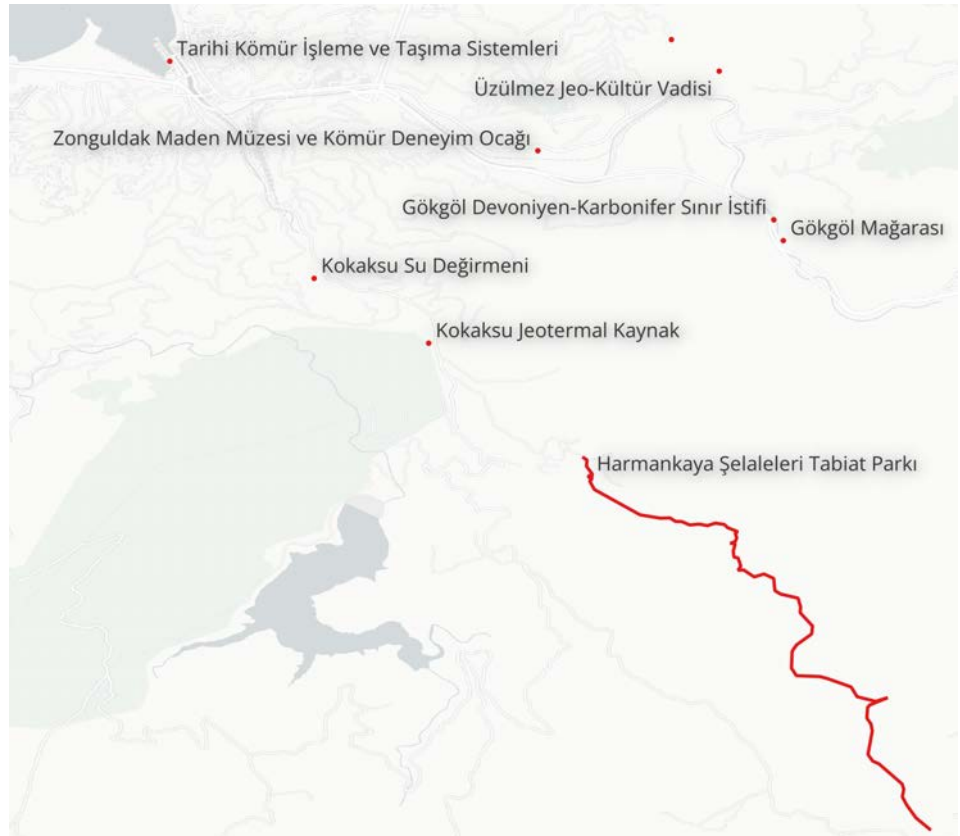 Tarihi Kömür İşleme ve Taşıma Sistemleri
Üzülmez Jeo-Kültür Vadisi
Zonguldak Maden Müzesi ve Kömür Deneyim Ocağı
Gökgöl Devoniyen-Karbonifer Sınır İstifi
Gökgöl Mağarası
Kokaksu Su Değirmeni
Kokaksu Jeotermal Kaynak
Harmankaya Şelaleleri Tabiat Parkı